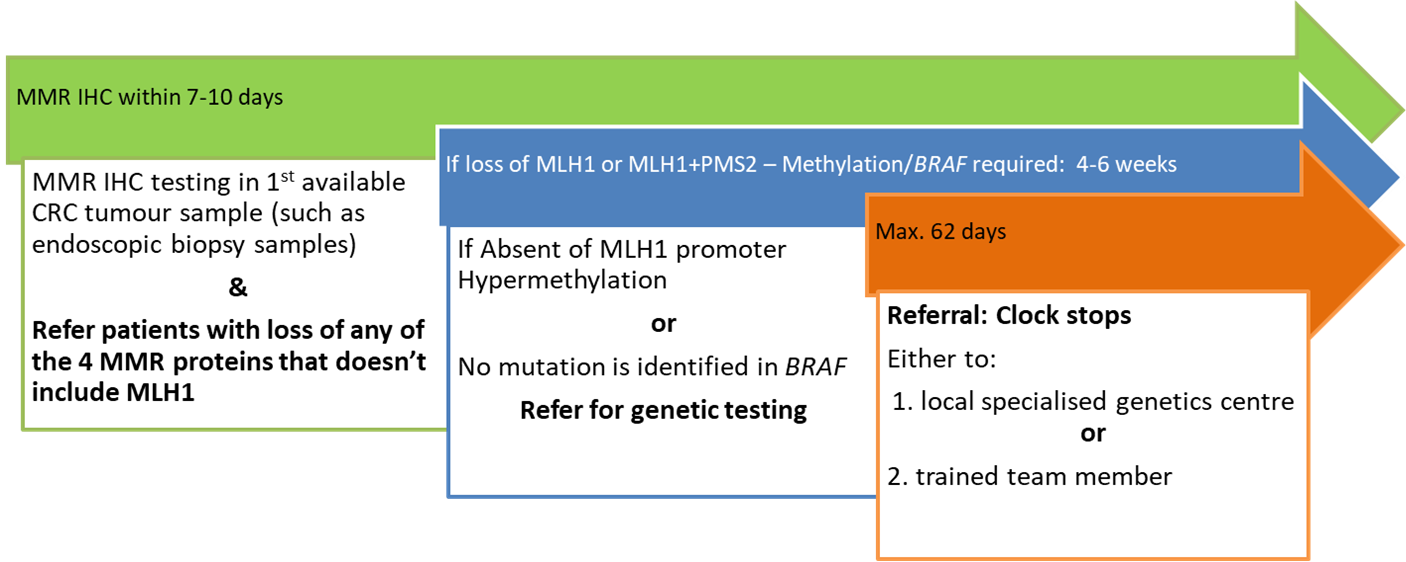 MMR IHC within 7-10 days
MMR IHC testing in 1st available
CRC tumour sample (such as
endoscopic biopsy samples)
&
Refer patients with loss of any of
the 4 MMR proteins that doesn’t
include MLH1
If loss of MLH1 or MLH1+PMS2 – Methylation/BRAF required: 4-6 weeks
If Absent of MLH1 promoter
Hypermethylation
or
No mutation is identified in BRAF
Refer for genetic testing
Max. 62 days
Referral: Clock stops
Either to:
1. local specialised genetics centre
or
2. trained team member